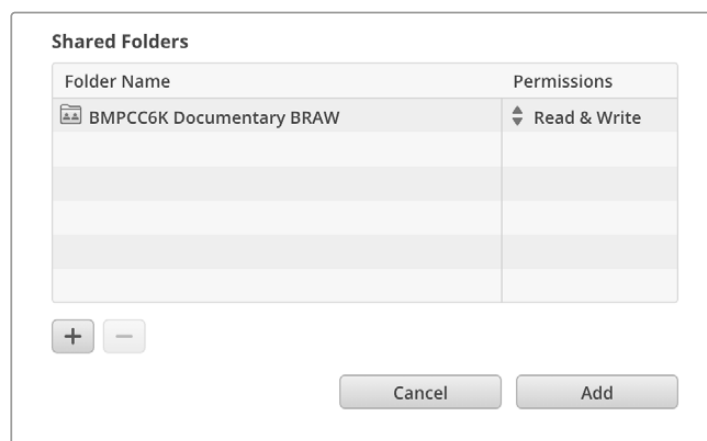 Shared Folders
Folder Name Permissions
BMPCC6K Documentary BRAW Read & Write
Cancel Add